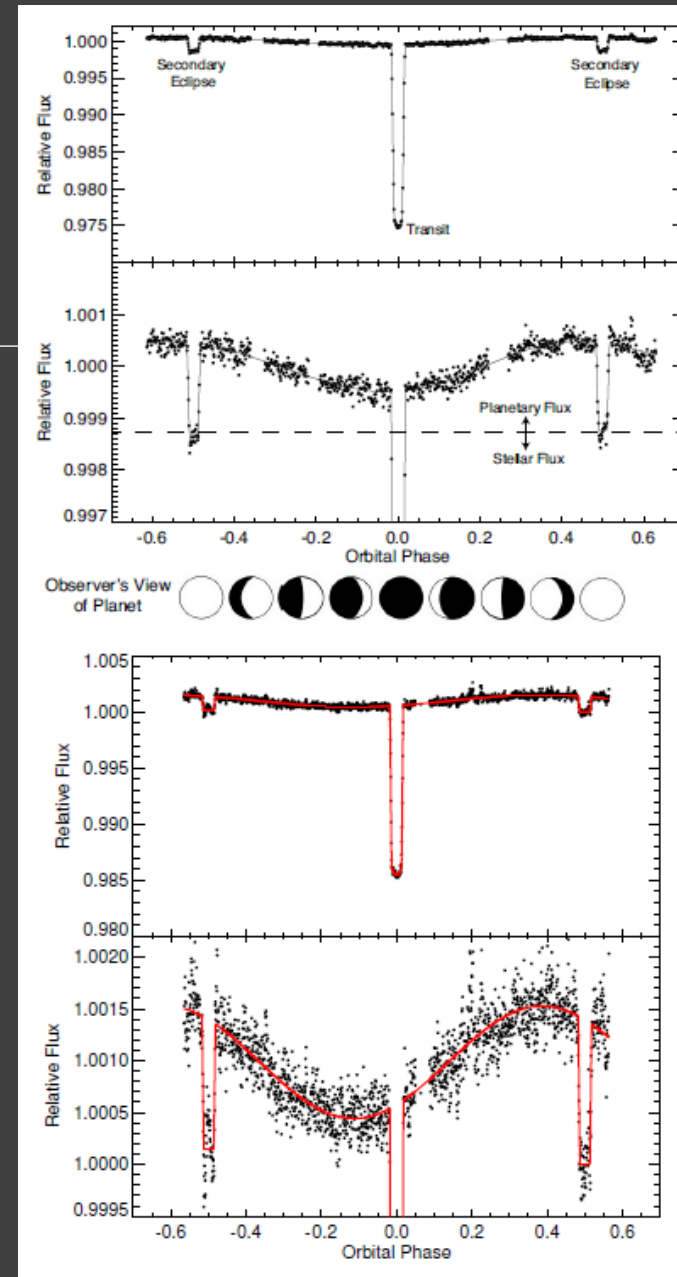 1.000
0.995
0.990
0.985
0.980
0.975
Relative Flux
Secondary
Eclipse
Secondary
Eclipse
Transit
1.001
1.000
0.999
0.998
0.997
Relative Flux
Planetary Flux
Stellar Flux
-0.6 -0.4 -0.2 0.0 0.2 0.4 0.6
Orbital Phase
Observer's View
of Planet
1.005
1.000
0.995
0.990
0.985
0.980
Relative Flux
1.0020
1.0015
1.0010
1.0005
1.0000
0.9995
Relative Flux
-0.6 -0.4 -0.2 0.0 0.2 0.4 0.6
Orbital Phase